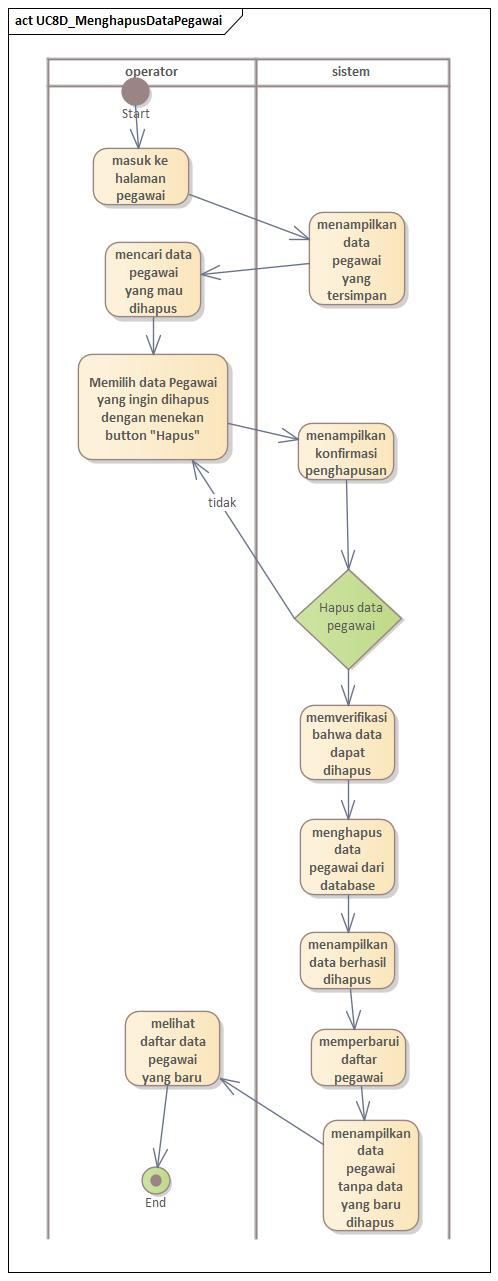 act UC8D_MenghapusDataPegawai
operator
sistem
Start
masuk ke
halaman
pegawai
menampilkan
data
pegawai
yang
tersimpan
mencari data
pegawai
yang mau
dihapus
Memilih data Pegawai
yang ingin dihapus
dengan menekan
button "Hapus"
menampilkan
konfirmasi
penghapusan
tidak
Hapus data
pegawai
memverifikasi
bahwa data
dapat
dihapus
menghapus
data
pegawai dari
database
menampilkan
data berhasil
dihapus
memperbarui
daftar
pegawai
menampilkan
data
pegawai
tanpa data
yang baru
dihapus
melihat
daftar data
pegawai
yang baru
End